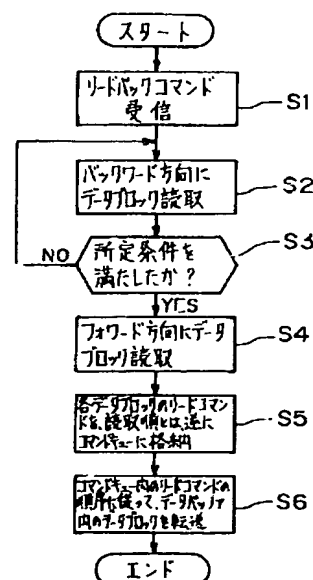 スタート
リードバックコマンド
受信
S1
バックワード方向に
データブロック読取
S2
所定条件を
満たしたか？
S3
NO
YES
フォワード方向にデータ
ブロック読取
S4
各データブロックのリードコマ
ンドを、読取順とは、逆に
コマンドキューに格納
S5
コマンドキュー内のリードコマンドの
順序に従って、データバッファ
内のデータブロックを転送
S6
エンド